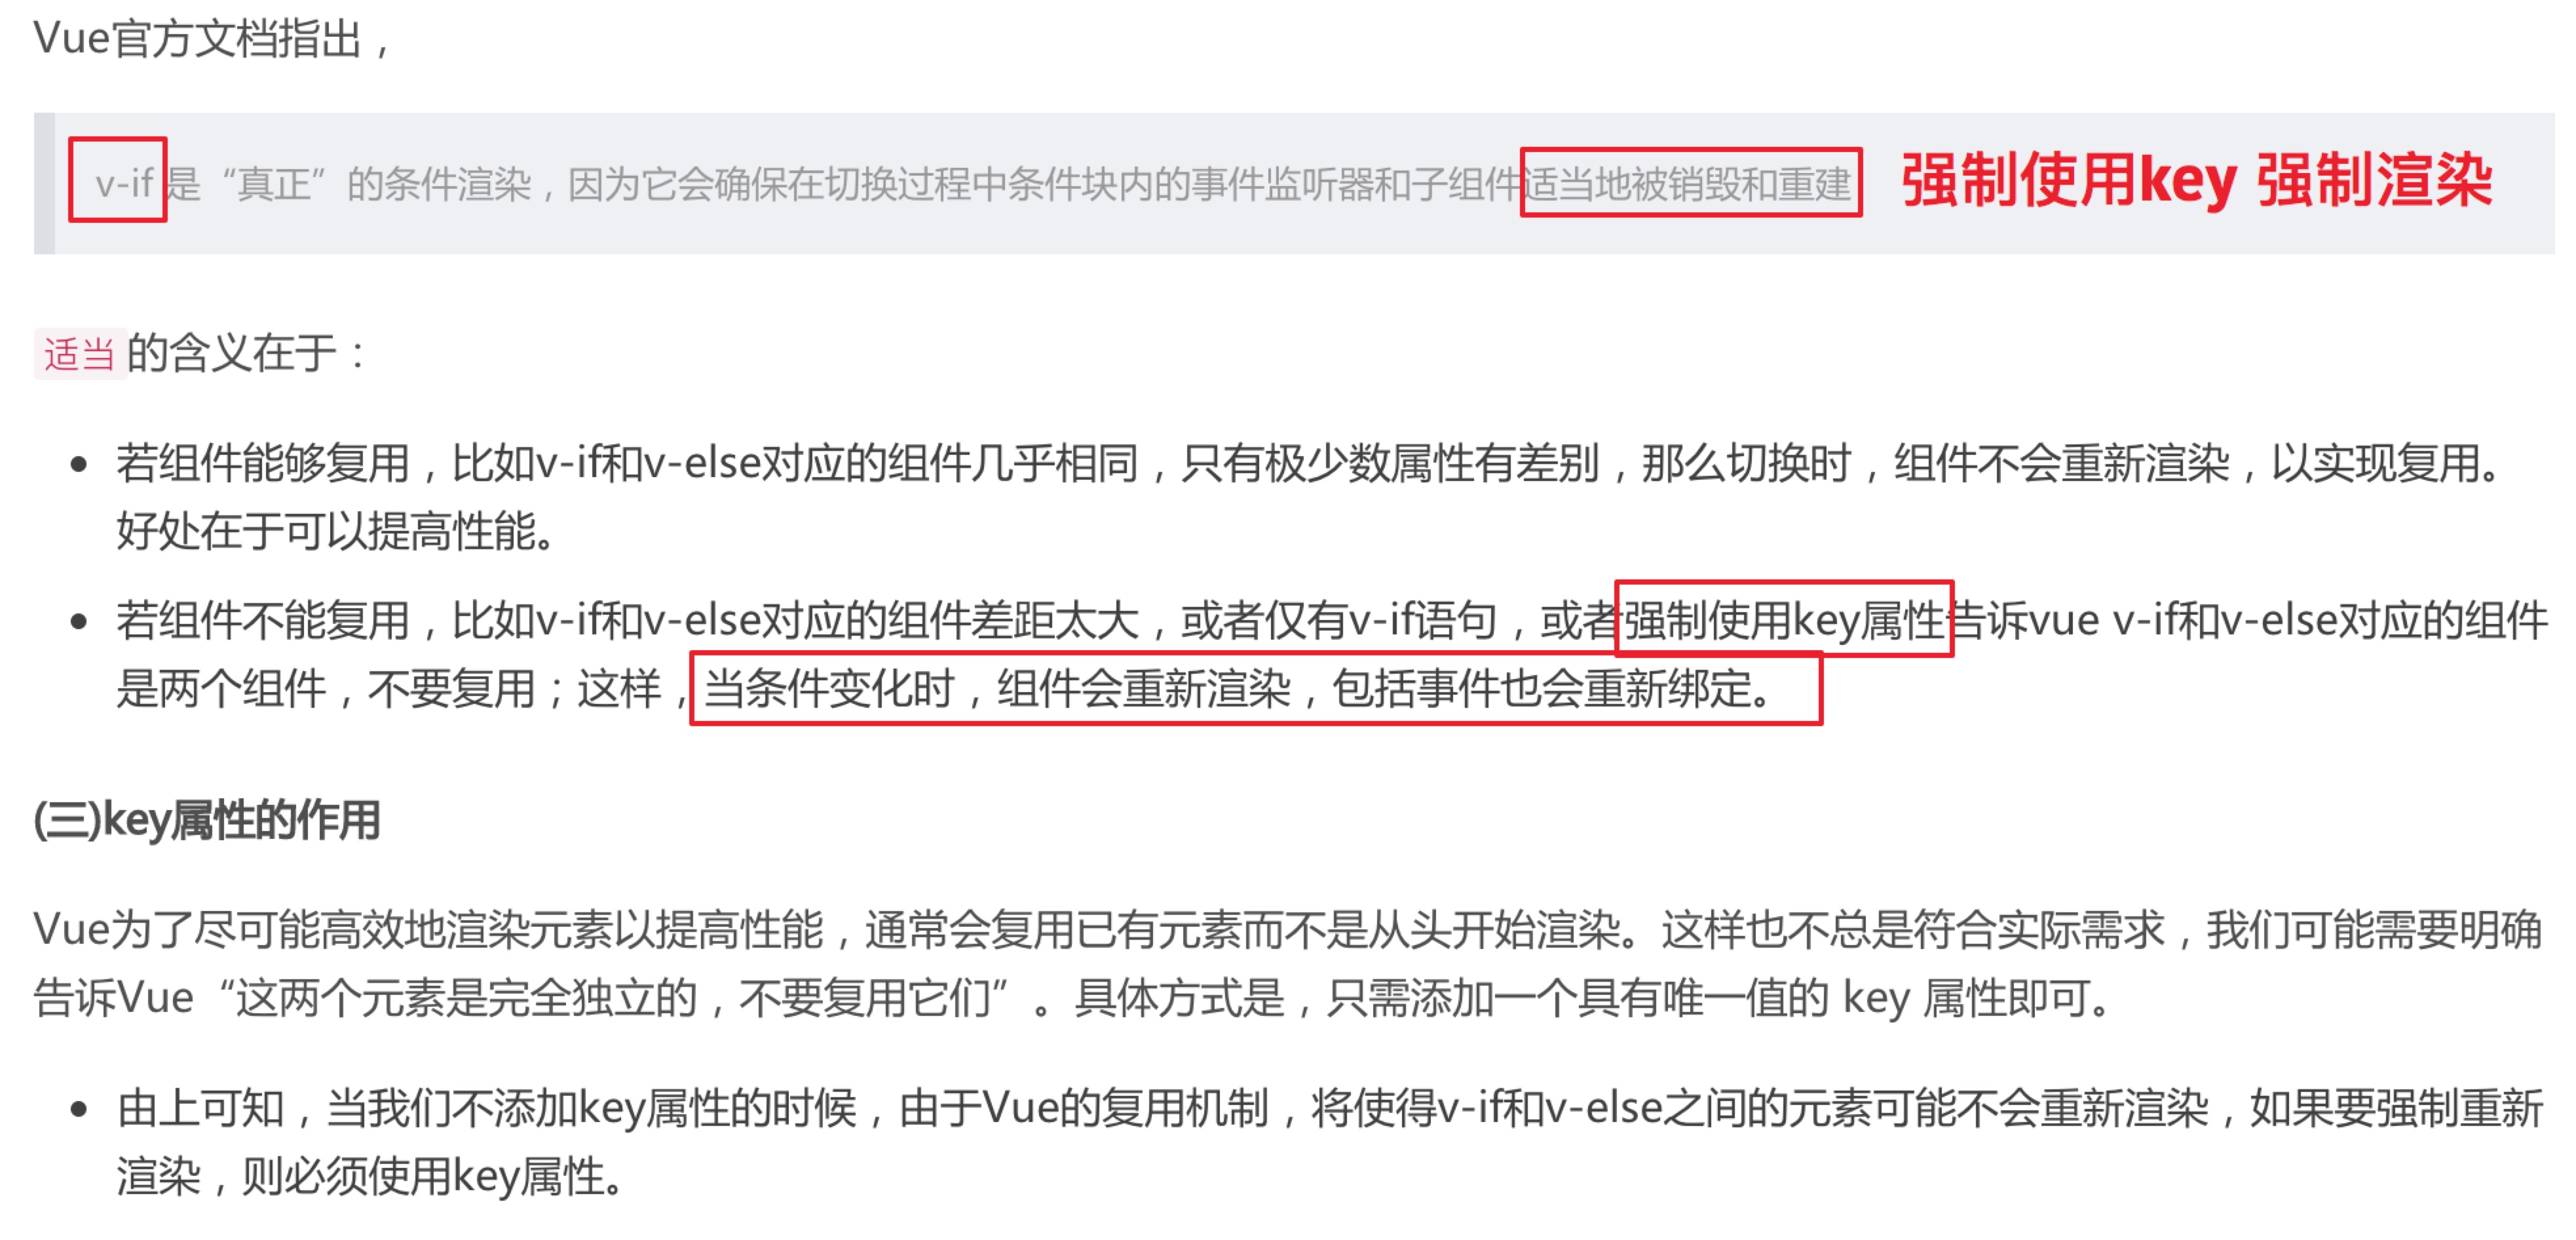 Vue官方文档指出，
v-if 是“真正”的条件渲染，因为它会确保在切换过程中条件块内的事件监听器和子组件适当地被销毁和重建 强制使用key 强制渲染
适当的含义在于：
• 若组件能够复用，比如v-if和v-else对应的组件几乎相同，只有极少数属性有差别，那么切换时，组件不会重新渲染，以实现复用。
好处在于可以提高性能。
• 若组件不能复用，比如v-if和v-else对应的组件差距太大，或者仅有v-if语句，或者强制使用key属性告诉vue v-if和v-else对应的组件
是两个组件，不要复用；这样，当条件变化时，组件会重新渲染，包括事件也会重新绑定。
(三)key属性的作用
Vue为了尽可能高效地渲染元素以提高性能，通常会复用已有元素而不是从头开始渲染。这样也不总是符合实际需求，我们可能需要明确
告诉Vue“这两个元素是完全独立的，不要复用它们”。具体方式是，只需添加一个具有唯一值的 key 属性即可。
• 由上可知，当我们不添加key属性的时候，由于Vue的复用机制，将使得v-if和v-else之间的元素可能不会重新渲染，如果要强制重新
渲染，则必须使用key属性。